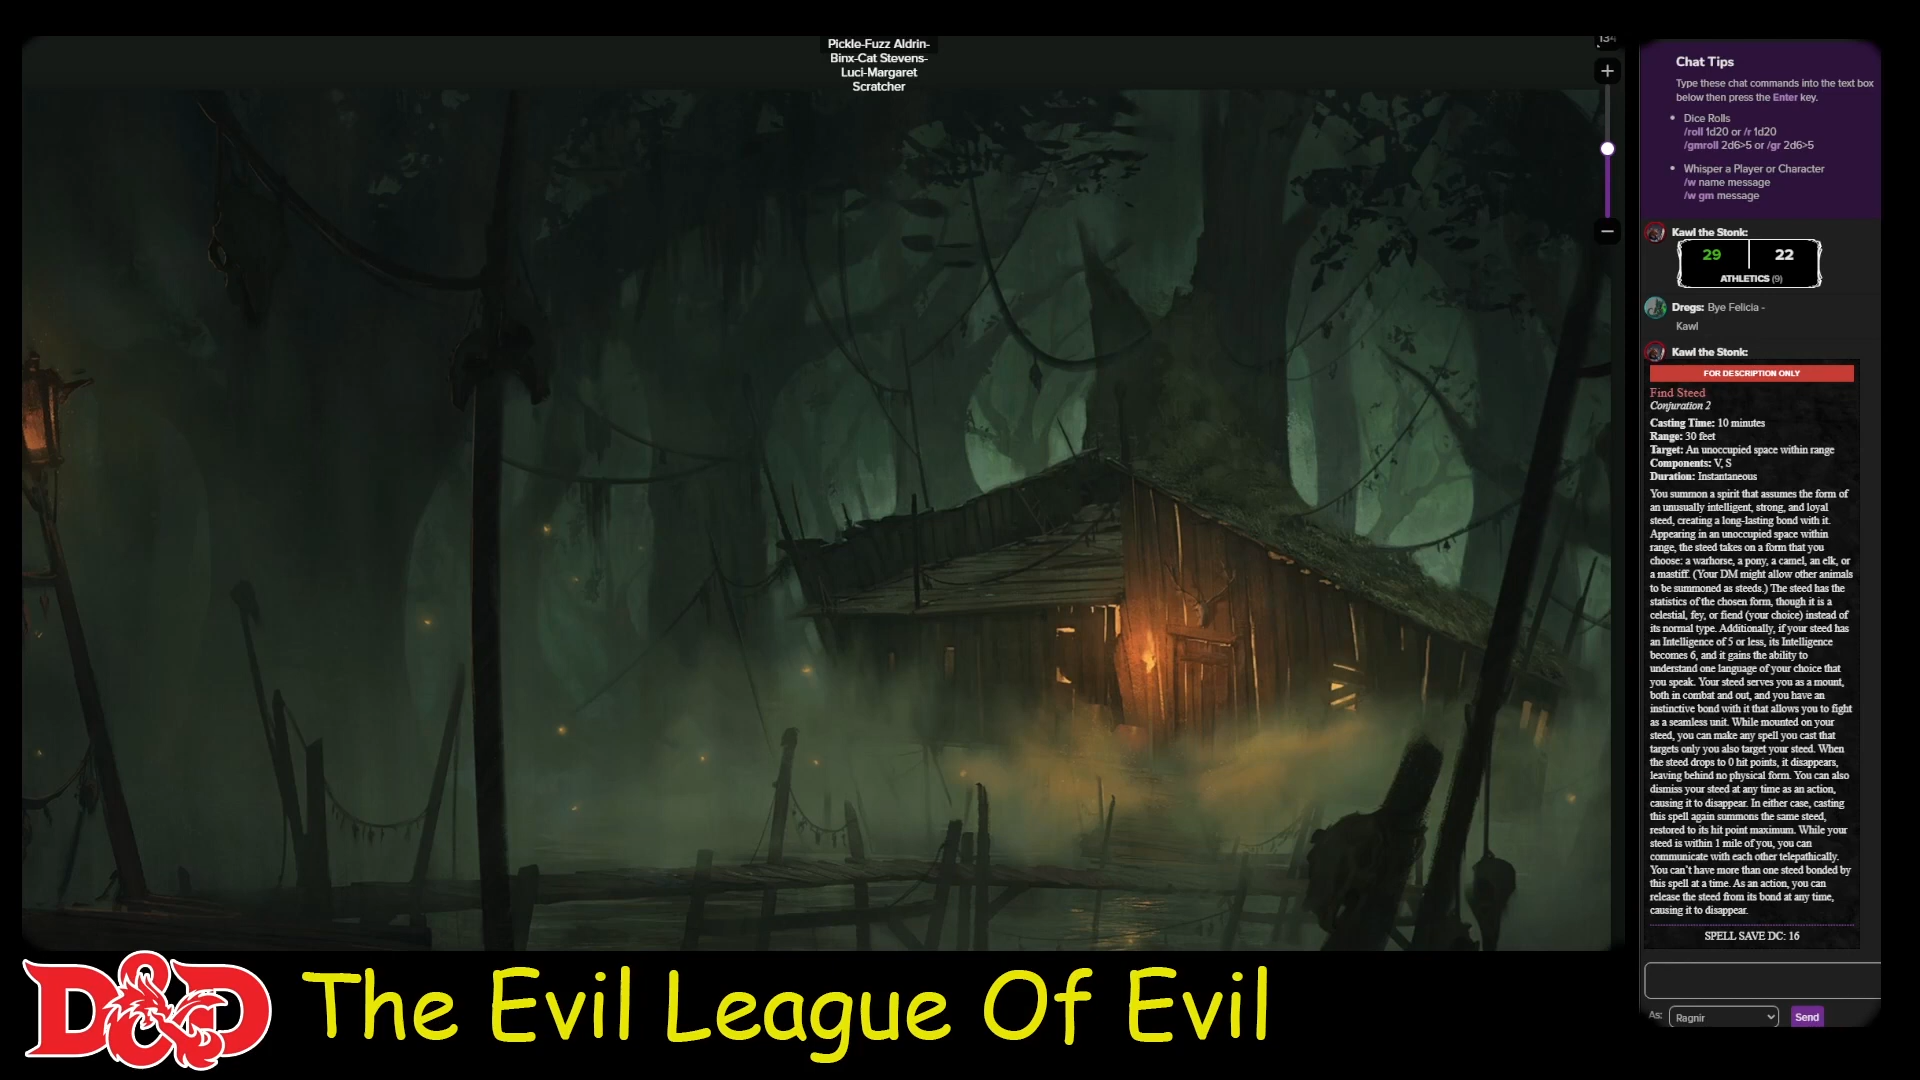 Pickle-Fuzz Aldrin-
Binx-Cat Stevens-
Luci-Margaret
Scratcher
Chat Tips
Type these chat commands into the text box
below then press the Enter key.
Dice Rolls
/roll 1d20 or /r 1d20
/gmroll 2d6>5 or /gr 2d6>5
Whisper a Player or Character
/w name message
/w gm message
Kawl the Stonk:
29 22
ATHLETICS (9)
Dregs: Bye Felicia -
Kawl
Kawl the Stonk:
FOR DESCRIPTION ONLY
Find Steed
Conjuration 2
Casting Time: 10 minutes
Range: 30 feet
Target: An unoccupied space within range
Components: V, S
Duration: Instantaneous
You summon a spirit that assumes the form of
an unusually intelligent, strong, and loyal
steed, creating a long-lasting bond with it.
Appearing in an unoccupied space within
range, the steed takes on a form that you
choose: a warhorse, a pony, a camel, an elk, or
a mastiff. (Your DM might allow other animals
to be summoned as steeds.) The steed has the
statistics of the chosen form, though it is a
celestial, fey, or fiend (your choice) instead of
its normal type. Additionally, if your steed has
an Intelligence of 5 or less, its Intelligence
becomes 6, and it gains the ability to
understand one language of your choice that
you speak. Your steed serves you as a mount,
both in combat and out, and you have an
instinctive bond with it that allows you to fight
as a seamless unit. While mounted on your
steed, you can make any spell you cast that
targets only you also target your steed. When
the steed drops to 0 hit points, it disappears,
leaving behind no physical form. You can also
dismiss your steed at any time as an action,
causing it to disappear. In either case, casting
this spell again summons the same steed,
restored to its hit point maximum. While your
steed is within 1 mile of you, you can
communicate with each other telepathically.
You can't have more than one steed bonded by
this spell at a time. As an action, you can
release the steed from its bond at any time,
causing it to disappear.
SPELL SAVE DC: 16
As: Ragnir Send
D&D The Evil League Of Evil